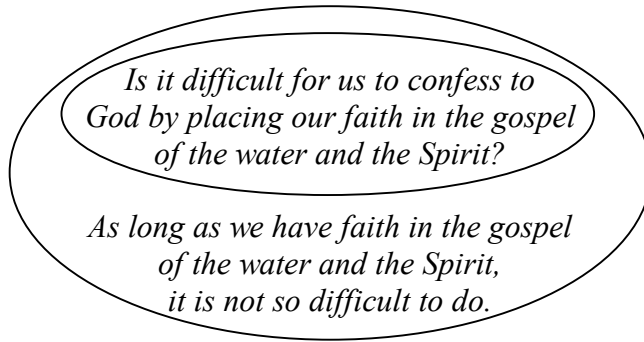 Is it difficult for us to confess to
God by placing our faith in the gospel
of the water and the Spirit?
As long as we have faith in the gospel
of the water and the Spirit,
it is not so difficult to do.